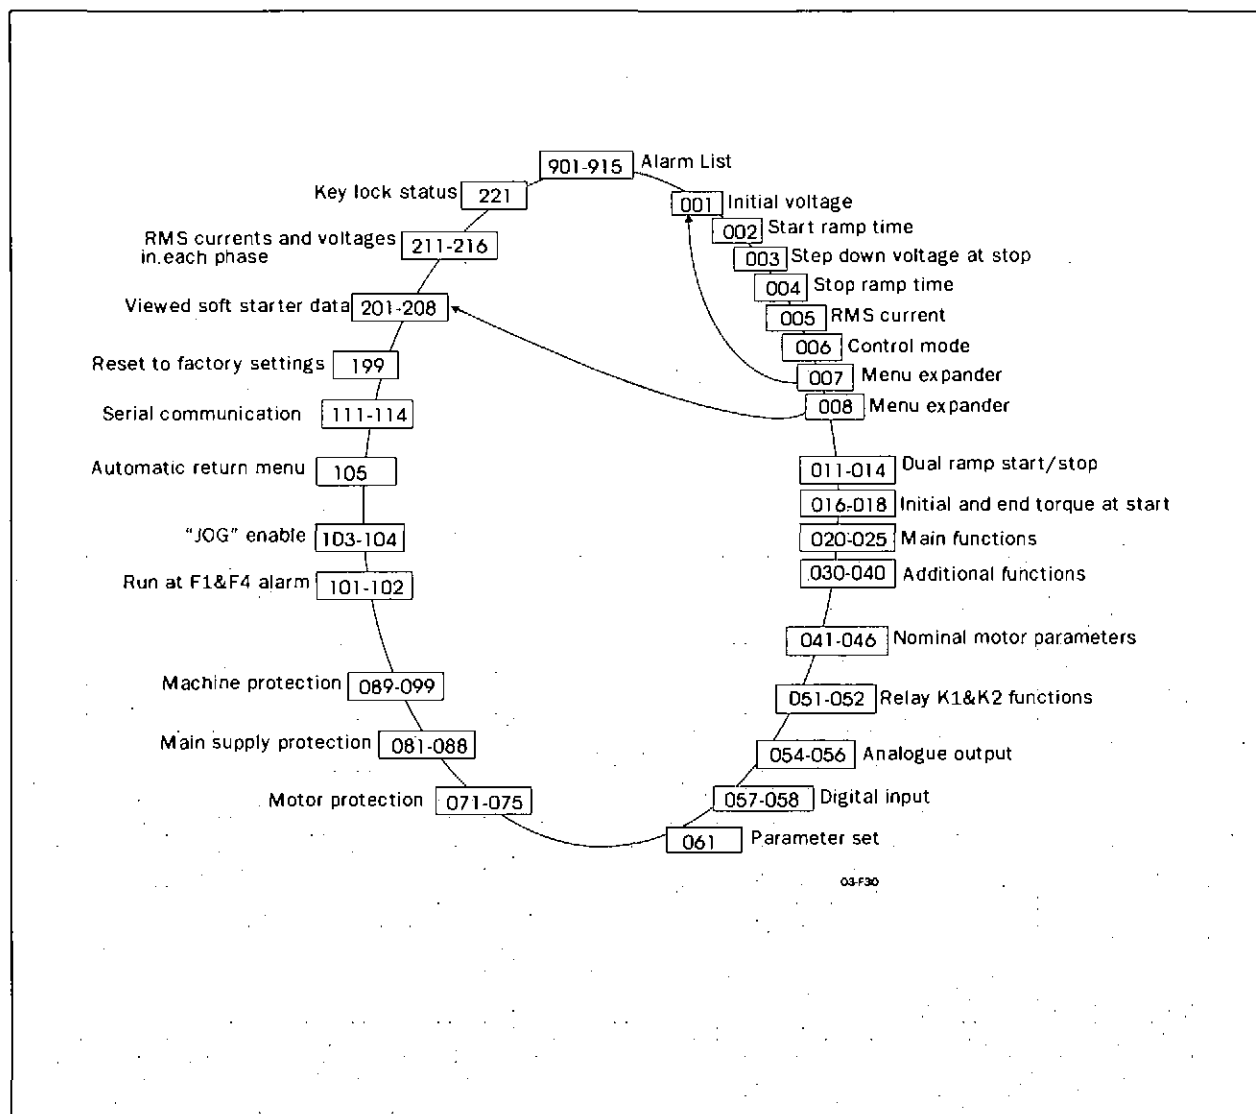 901-915 Alarm List
Key lock status 221
001 Initial voltage
002 Start ramp time
RMS currents and voltages
in each phase
211-216
003 Step down voltage at stop
004 Stop ramp time
Viewed soft starter data 201-208
005 RMS current
006 Control mode
Reset to factory settings 199
007 Menu expander
008 Menu expander
Serial communication 111-114
Automatic return menu 105
011-014 Dual ramp start/stop
016-018 Initial and end torque at start
"JOG" enable 103-104
020-025 Main functions
Run at F1&F4 alarm 101-102
030-040 Additional functions
041-046 Nominal motor parameters
Machine protection 089-099
051-052 Relay K1&K2 functions
Main supply protection 081-088
054-056 Analogue output
Motor protection 071-075
057-058 Digital input
061 Parameter set
03-F30